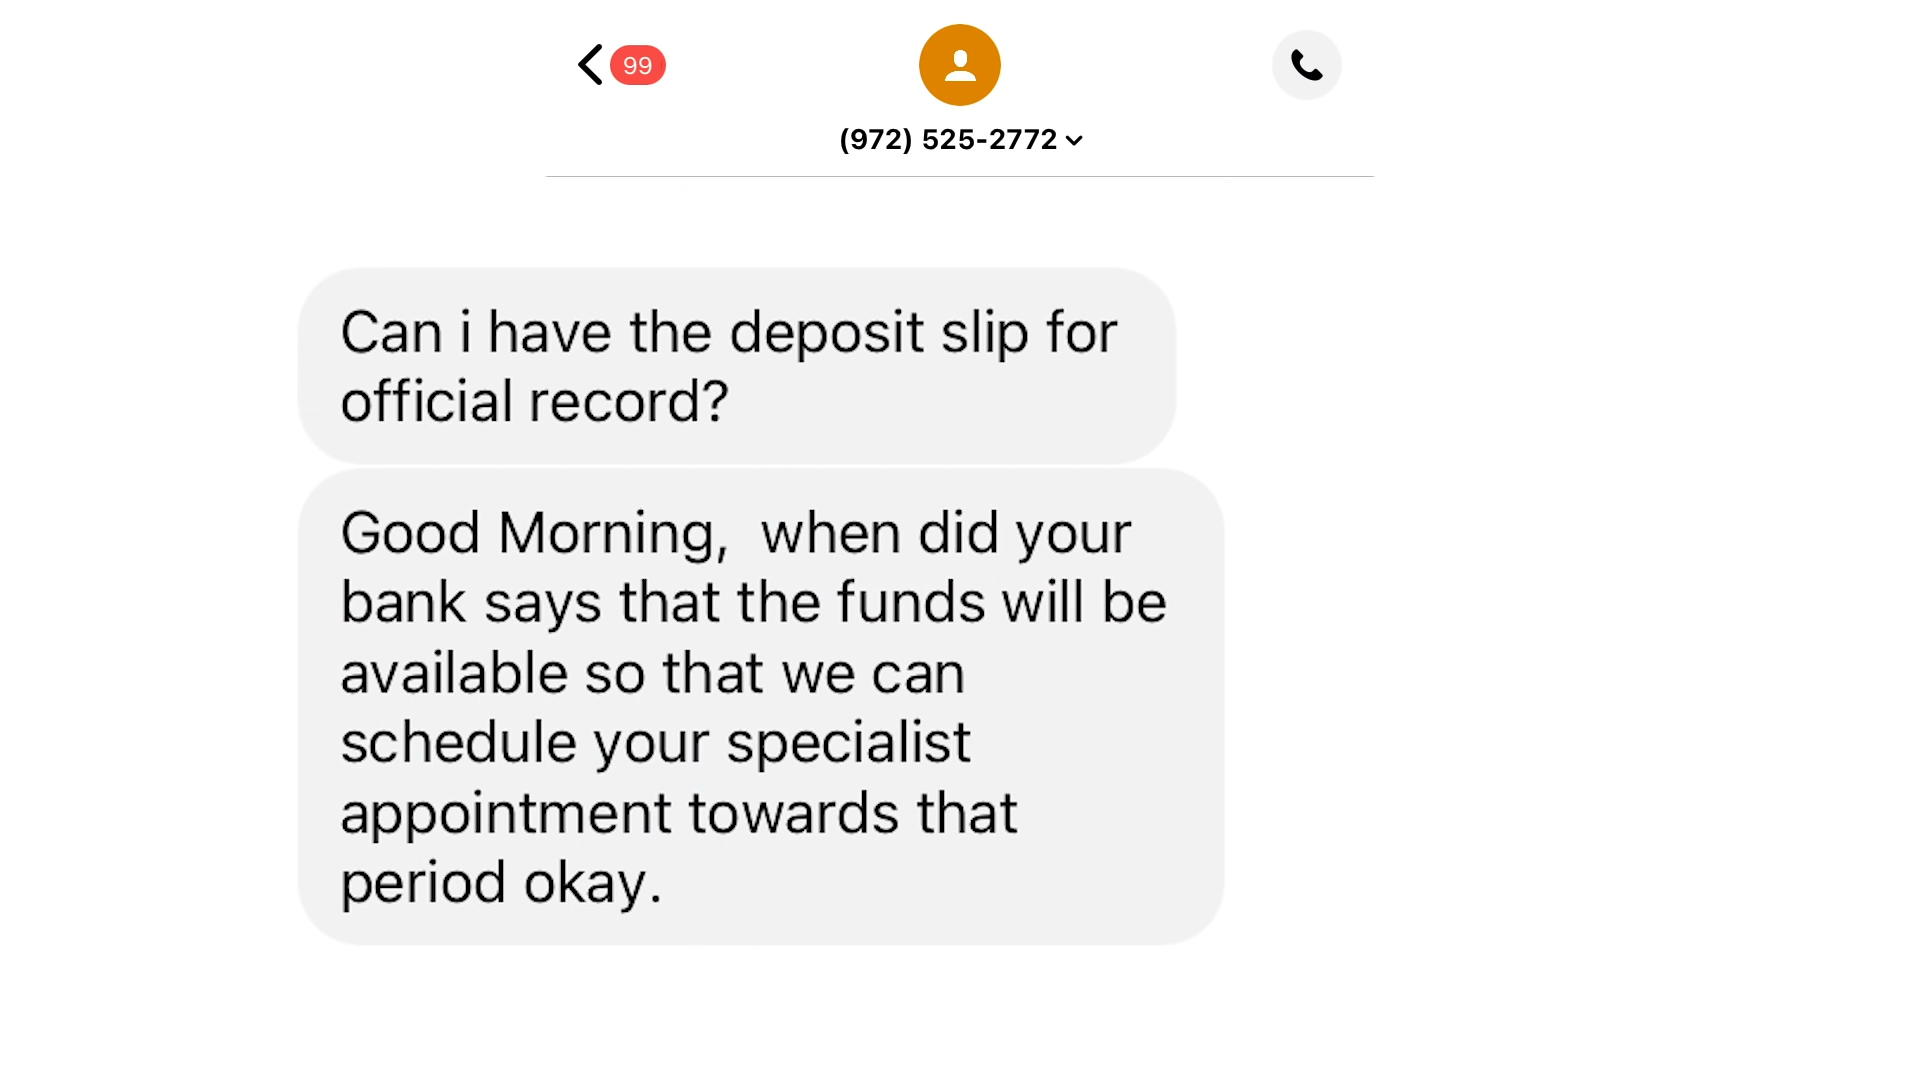 99
(972) 525-2772
Can i have the deposit slip for
official record?
Good Morning,  when did your
bank says that the funds will be
available so that we can
schedule your specialist
appointment towards that
period okay.